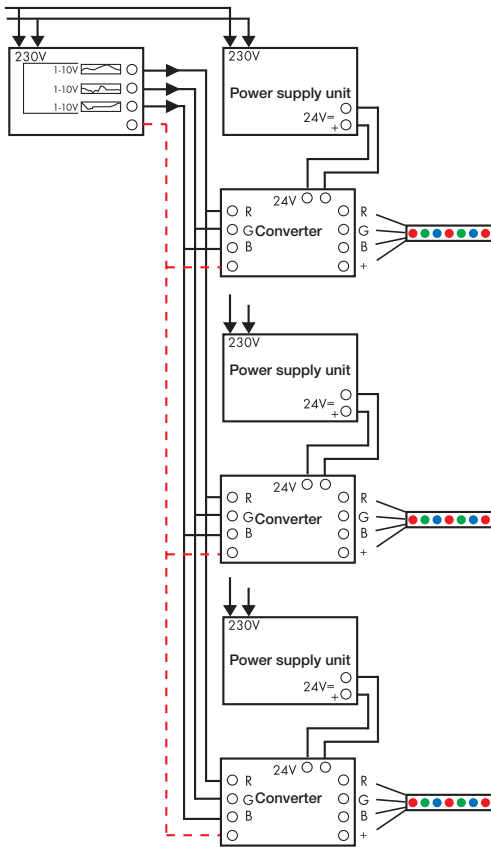 230V
1-10V
1-10V
1-10V
230V
Power supply unit
24V=
+
24V
R R
G Converter G
B B
+
230V
Power supply unit
24V=
+
24V
R R
G Converter G
B B
+
230V
Power supply unit
24V=
+
24V
R R
G Converter G
B B
+